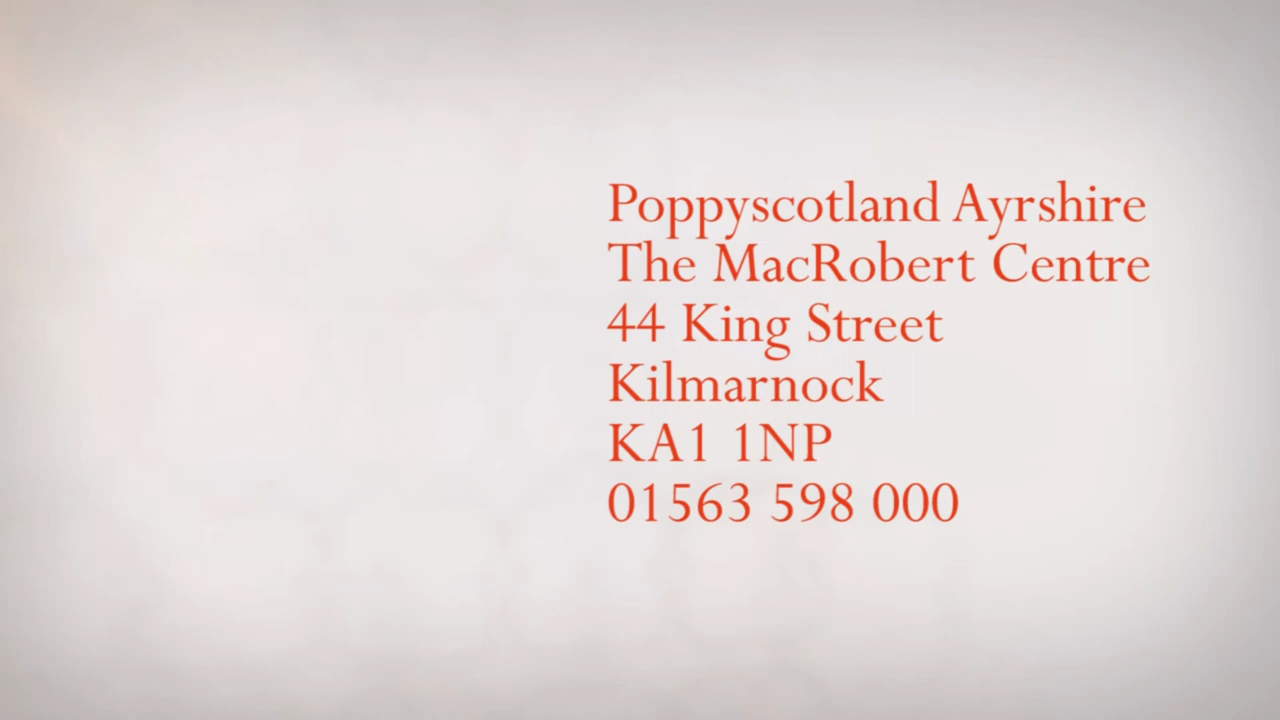 Poppyscotland Ayrshire
The MacRobert Centre
44 King Street
Kilmarnock
KA1 1NP
01563 598 000